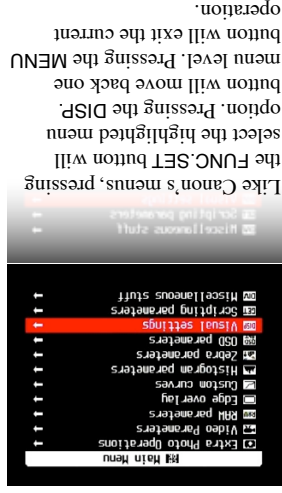 Main Menu
Extra Photo Operations
Video Parameters
RAW parameters
Edge overlay
Custom curves
Histogram parameters
Zebra parameters
OSD parameters
Visual settings
Scripting parameters
Miscellaneous stuff
Miscellaneous stuff
Scripting parameters
Like Canon's menus, pressing
the FUNC.SET button will
select the highlighted menu
option. Pressing the DISP.
button will move back one
menu level. Pressing the MENU
button will exit the current
operation.